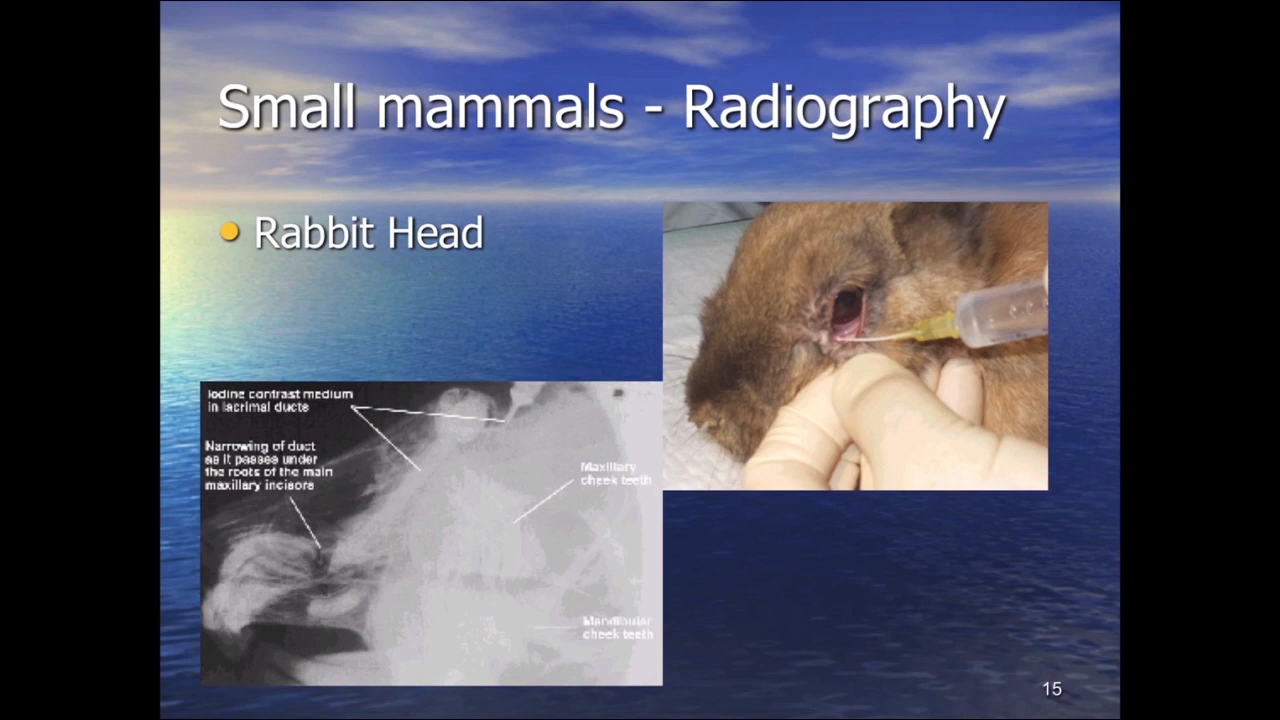 Small mammals - Radiography
Rabbit Head
Iodine contrast medium
in lacrimal ducts
Narrowing of duct
as it passes under
the roots of the main
maxillary incisors
Maxillary
cheek teeth
Mandibular
cheek teeth
15